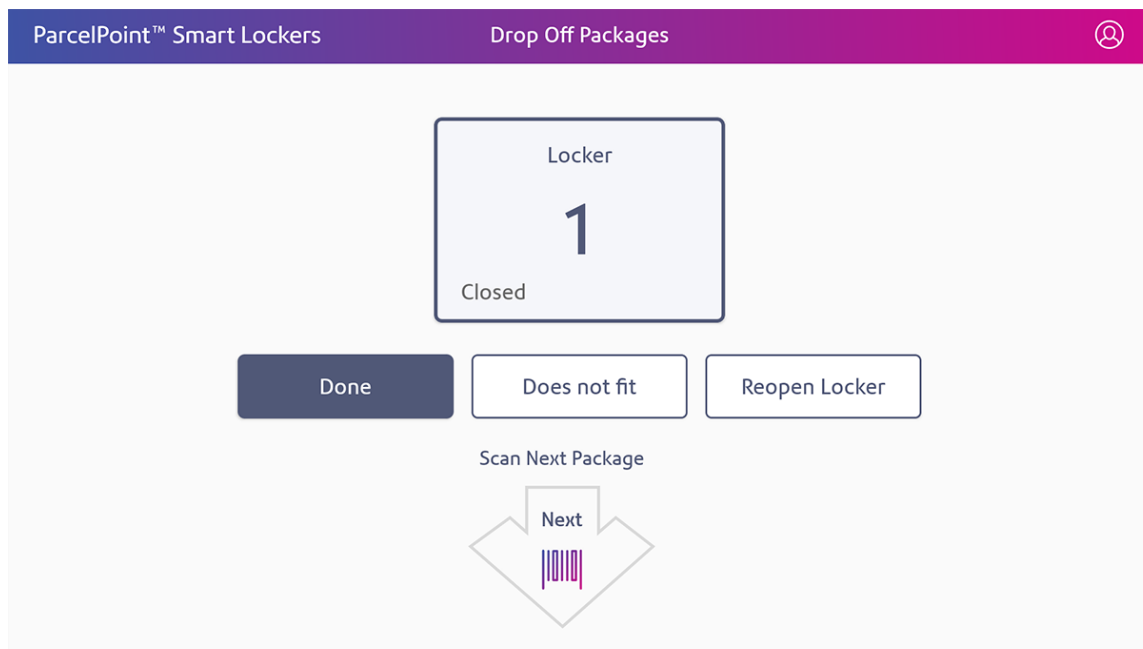 ParcelPoint™ Smart Lockers
Drop Off Packages
Locker
1
Closed
Done
Does not fit
Reopen Locker
Scan Next Package
Next